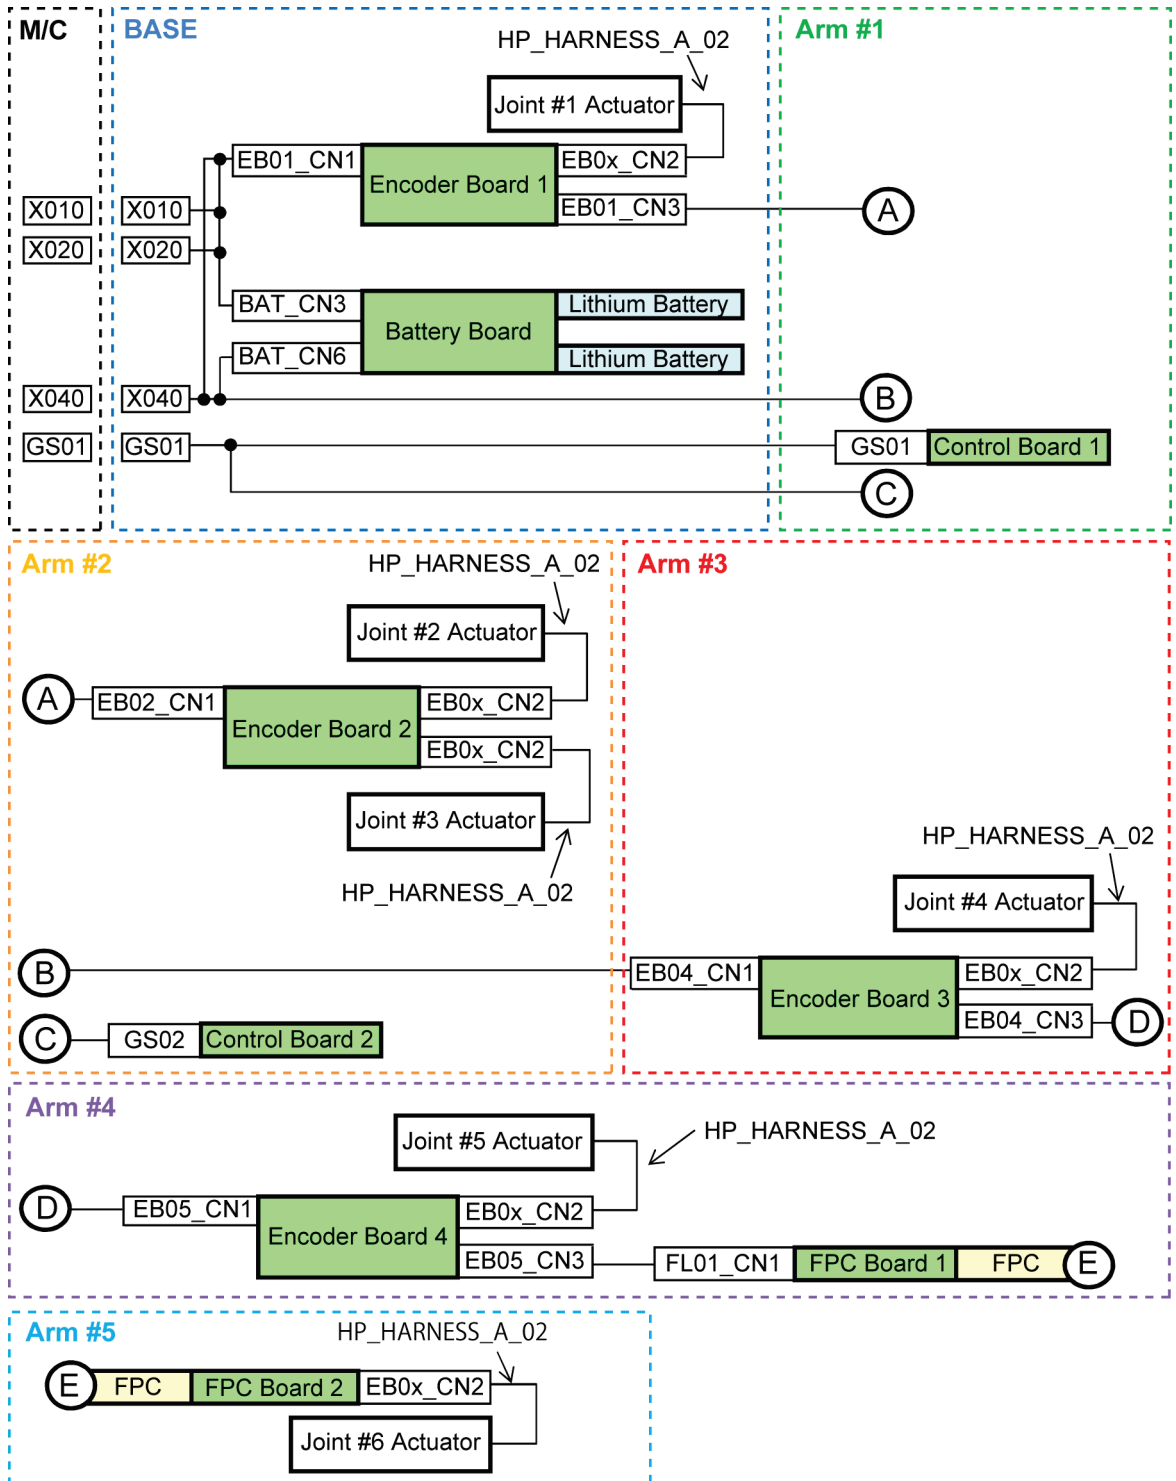 M/C
BASE
Arm #1
HP_HARNESS_A_02
Joint #1 Actuator
EB01_CN1
Encoder Board 1
EB0x_CN2
EB01_CN3
A
X010
X010
X020
X020
BAT_CN3
Battery Board
Lithium Battery
BAT_CN6
Lithium Battery
X040
X040
B
GS01
GS01
GS01
Control Board 1
C
Arm #2
HP_HARNESS_A_02
Joint #2 Actuator
A
EB02_CN1
Encoder Board 2
EB0x_CN2
EB0x_CN2
Joint #3 Actuator
HP_HARNESS_A_02
B
C
GS02
Control Board 2
Arm #3
HP_HARNESS_A_02
Joint #4 Actuator
EB04_CN1
Encoder Board 3
EB0x_CN2
EB04_CN3
D
Arm #4
Joint #5 Actuator
HP_HARNESS_A_02
D
EB05_CN1
Encoder Board 4
EB0x_CN2
EB05_CN3
FL01_CN1
FPC Board 1
FPC
E
Arm #5
HP_HARNESS_A_02
E
FPC
FPC Board 2
EB0x_CN2
Joint #6 Actuator